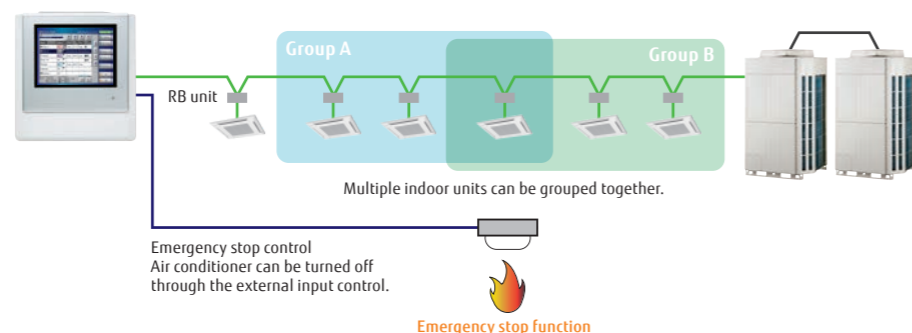 Group A
Group B
RB unit
Multiple indoor units can be grouped together.
Emergency stop control
Air conditioner can be turned off
through the external input control.
Emergency stop function